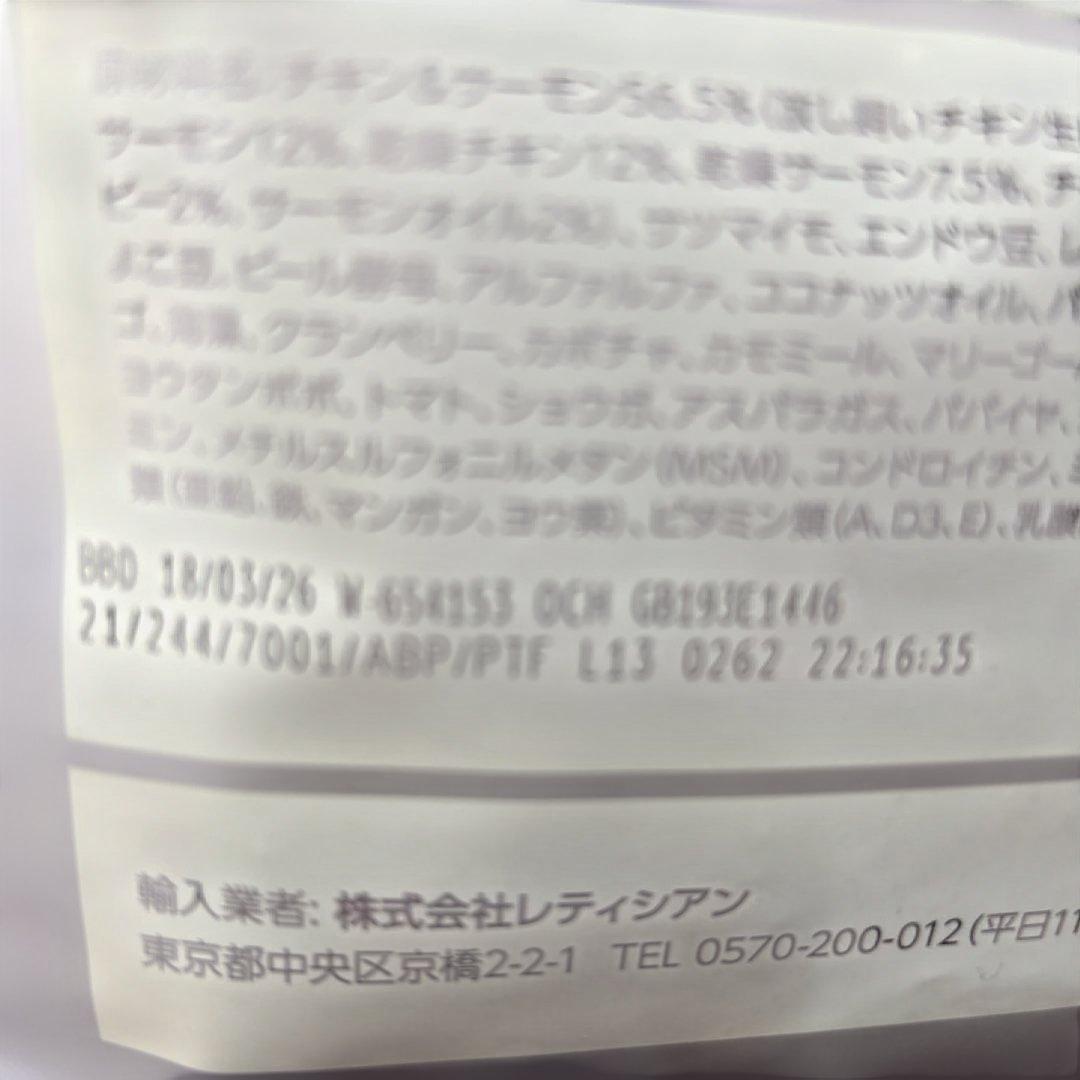 原材料名:チキン&サーモン56.5%(放し飼いチキン生
サーモン12%、乾燥チキン12%、乾燥サーモン7.5%、チ
ビー2%、サーモンオイル2%)、サツマイモ、エンドウ豆、レ
よこ豆、ビール酵母、アルファルファ、ココナッツオイル、バ
ゴ、海藻、クランベリー、カボチャ、カモミール、マリーゴー
ヨウタンポポ、トマト、ショウガ、アスパラガス、パパイヤ、
ミン、メチルスルフォニルメタン(MSM)、コンドロイチン、ミ
類(亜鉛、鉄、マンガン、ヨウ素)、ビタミン類(A、D3、E)、乳酸
BBD 18/03/26 W-654153 OCH GB193E1446
21/244/7001/ABP/PTF L13 0262 22:16:35
輸入業者: 株式会社レティシアン
東京都中央区京橋2-2-1 TEL 0570-200-012(平日11